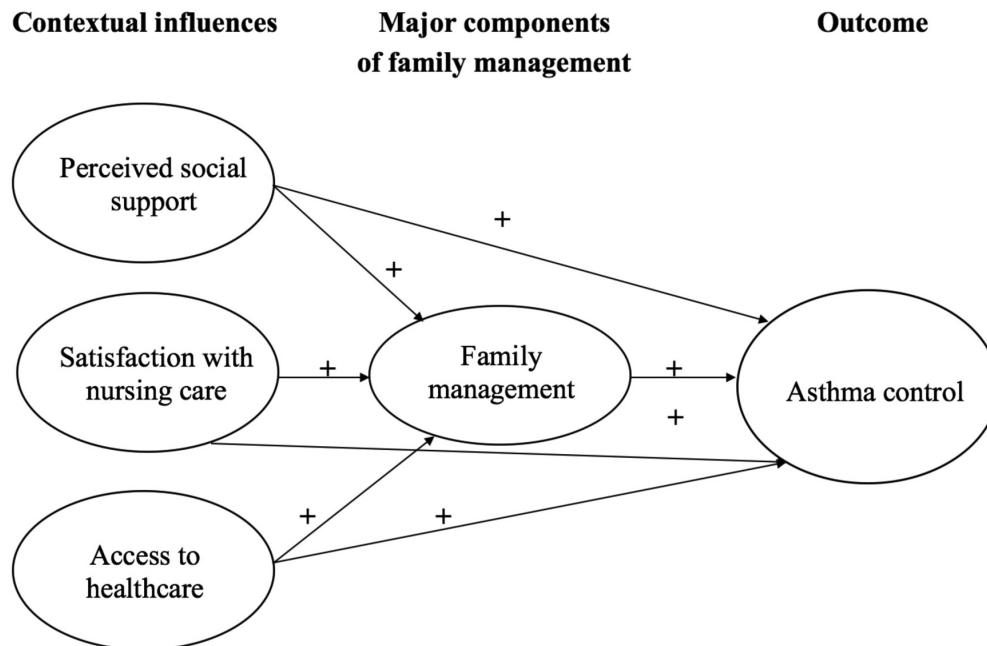 Contextual influences
Major components
of family management
Outcome
Perceived social
support
+
+
Satisfaction with
nursing care
+
Family
management
+
+
Asthma control
Access to
healthcare
+
+